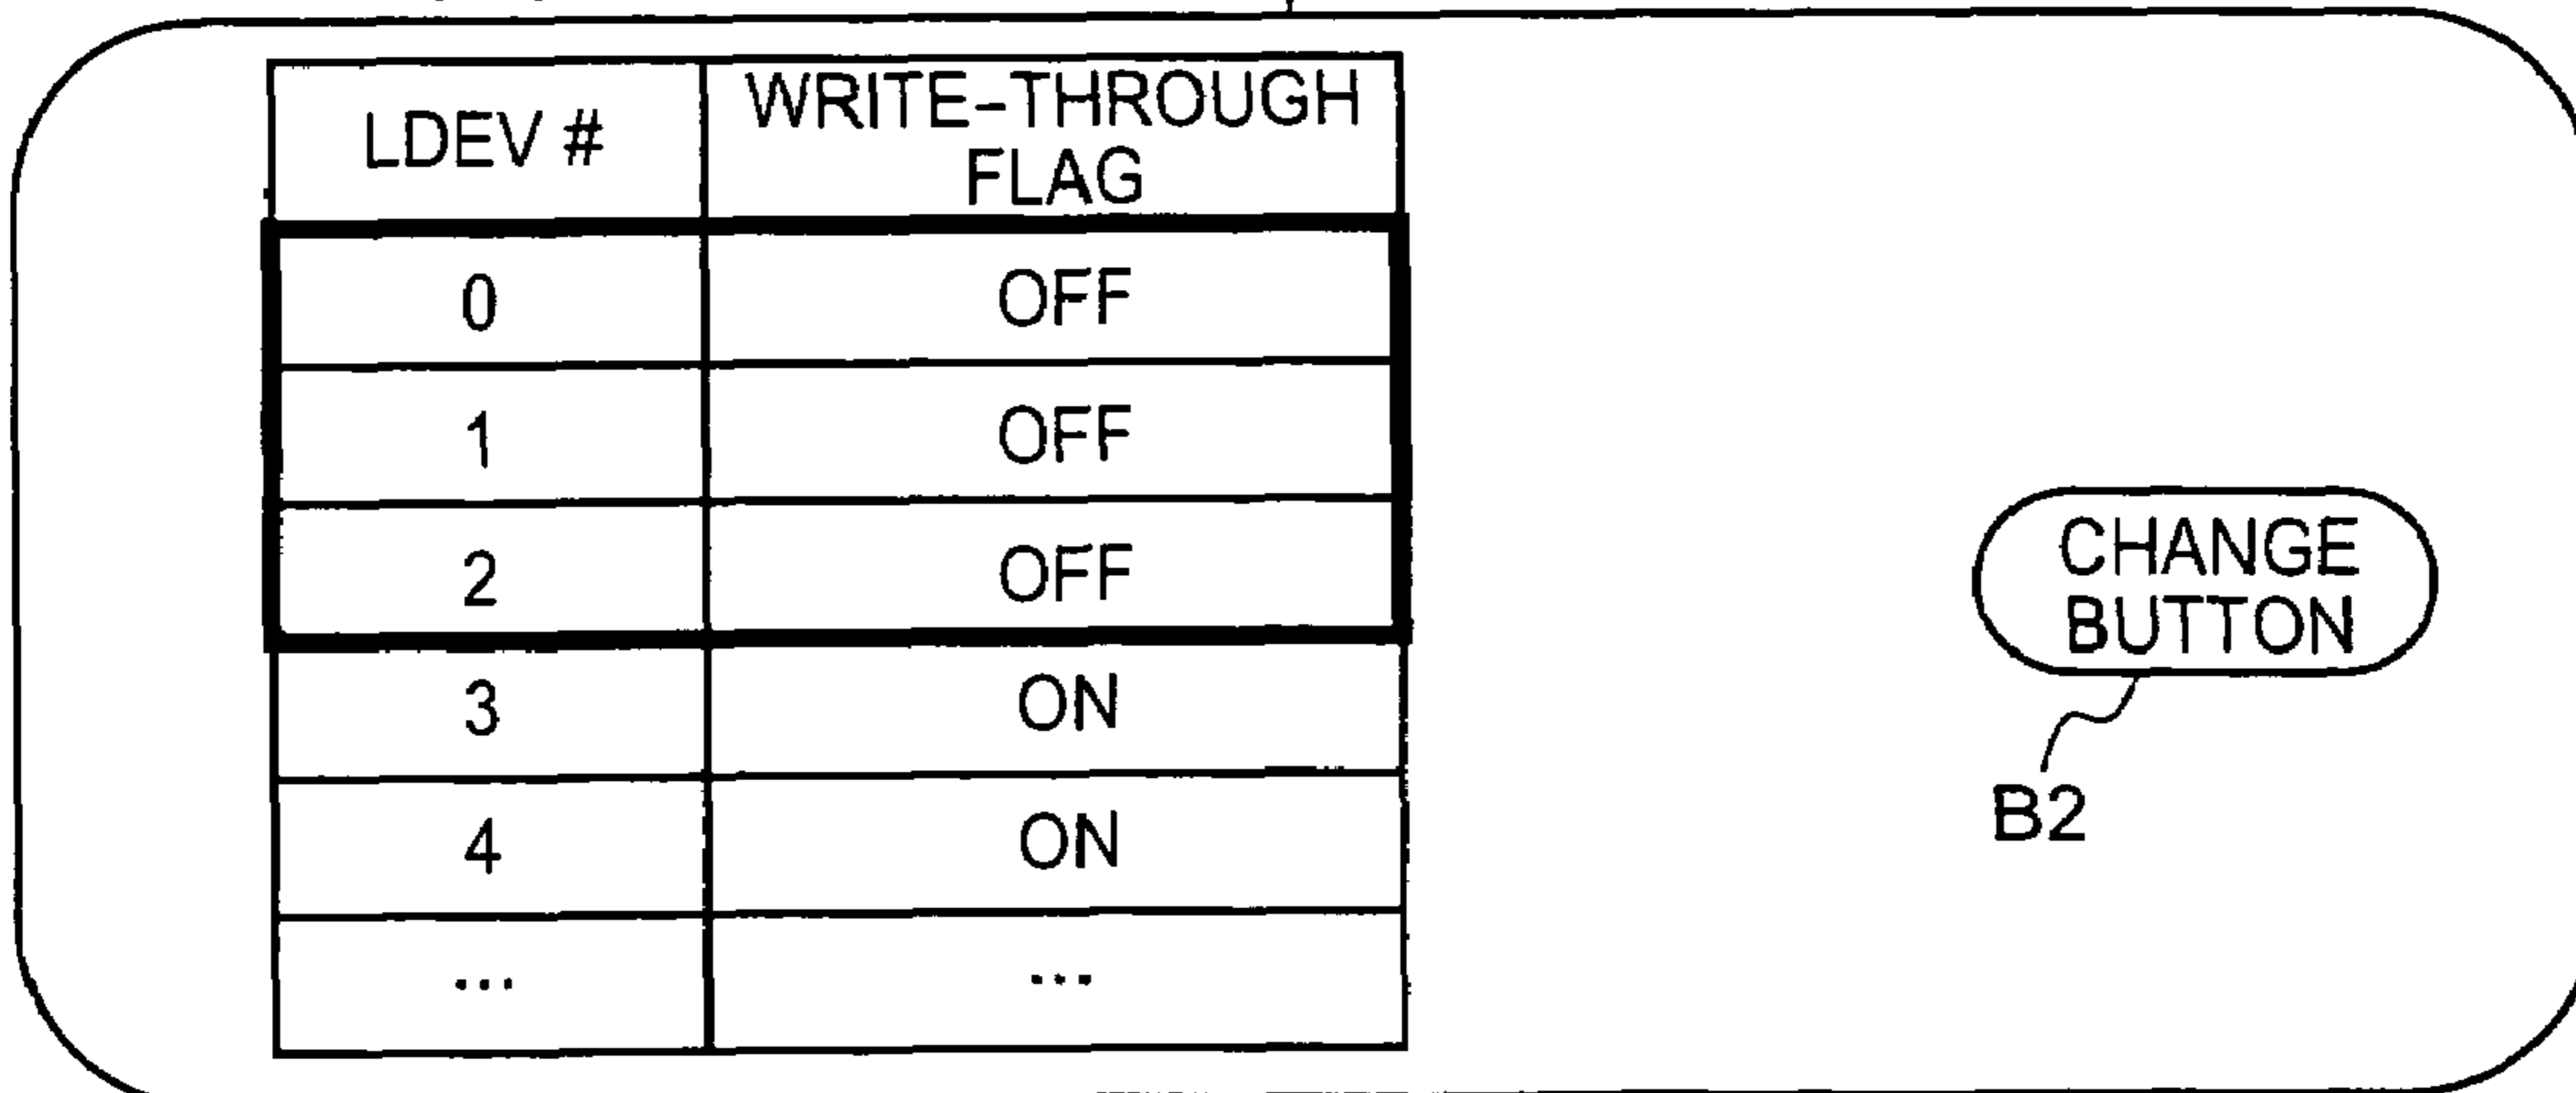 LDEV #
WRITE-THROUGH
FLAG
0 OFF
1 OFF
2 OFF
3 ON
4 ON
... ...
CHANGE
BUTTON
B2